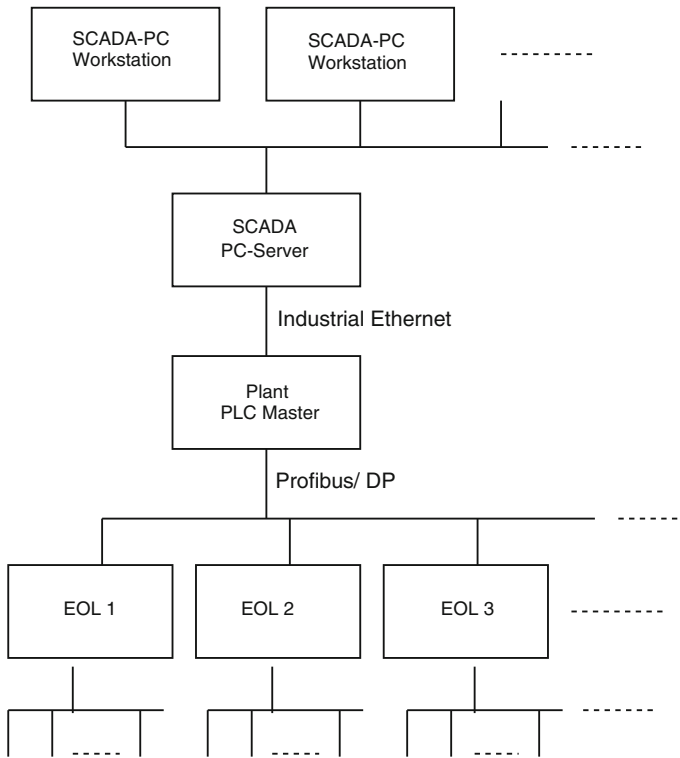 SCADA-PC
Workstation
SCADA-PC
Workstation
SCADA
PC-Server
Industrial Ethernet
Plant
PLC Master
Profibus/ DP
EOL 1
EOL 2
EOL 3